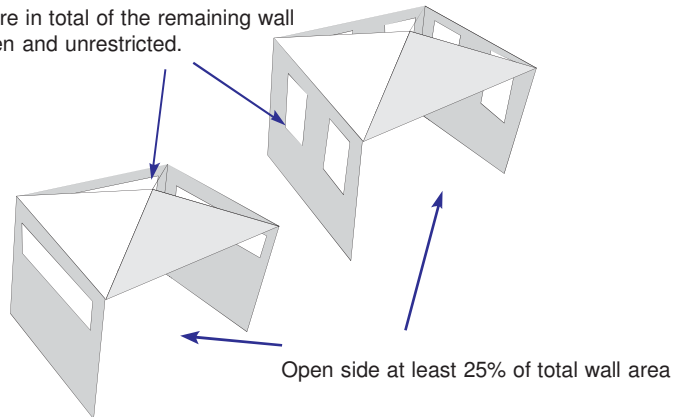 re in total of the remaining wall
en and unrestricted.
Open side at least 25% of total wall area